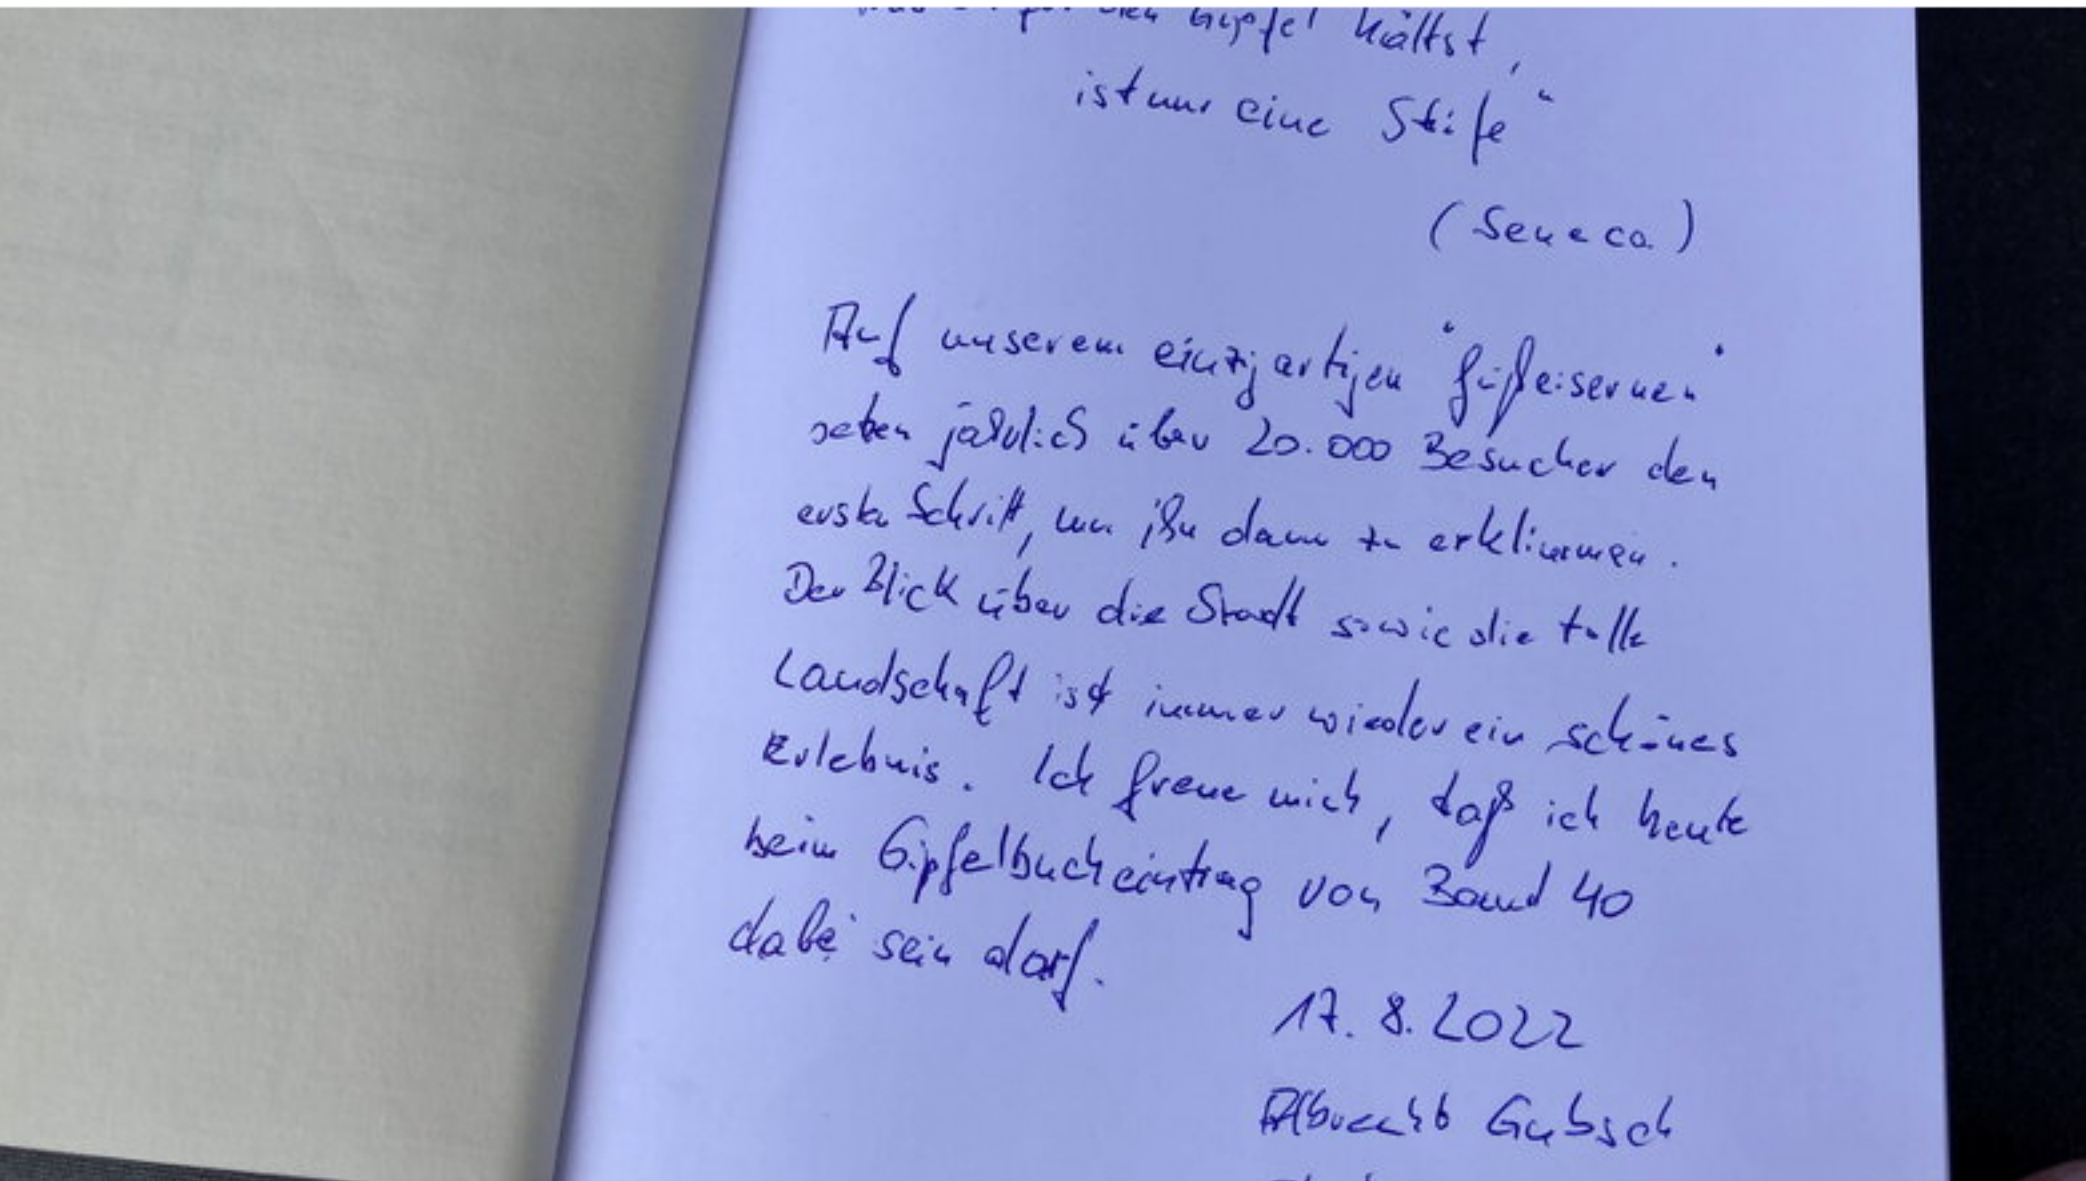 den Gipfel hältst,
ist nur eine Stufe"
(Seneca)
Auf unserem einzigartigen "gußeisernen"
setzen jährlich über 20.000 Besucher den
ersten Schritt, um ihn dann zu erklimmen.
Der Blick über die Stadt sowie die tolle
Landschaft ist immer wieder ein schönes
Erlebnis. Ich freue mich, daß ich heute
beim Gipfelbucheintrag von Band 40
dabei sein darf.
17.8.2022
Albrecht Gubsch